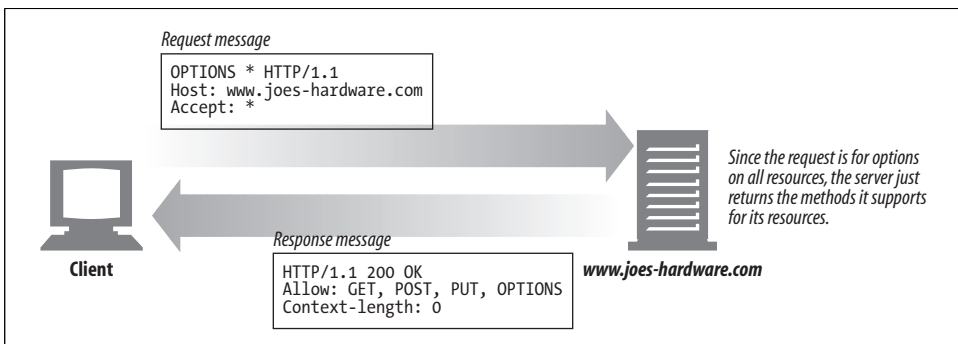 Request message
OPTIONS * HTTP/1.1
Host: www.joes-hardware.com
Accept: *
Since the request is for options
on all resources, the server just
returns the methods it supports
for its resources.
Client
Response message
HTTP/1.1 200 OK
Allow: GET, POST, PUT, OPTIONS
Context-length: 0
www.joes-hardware.com